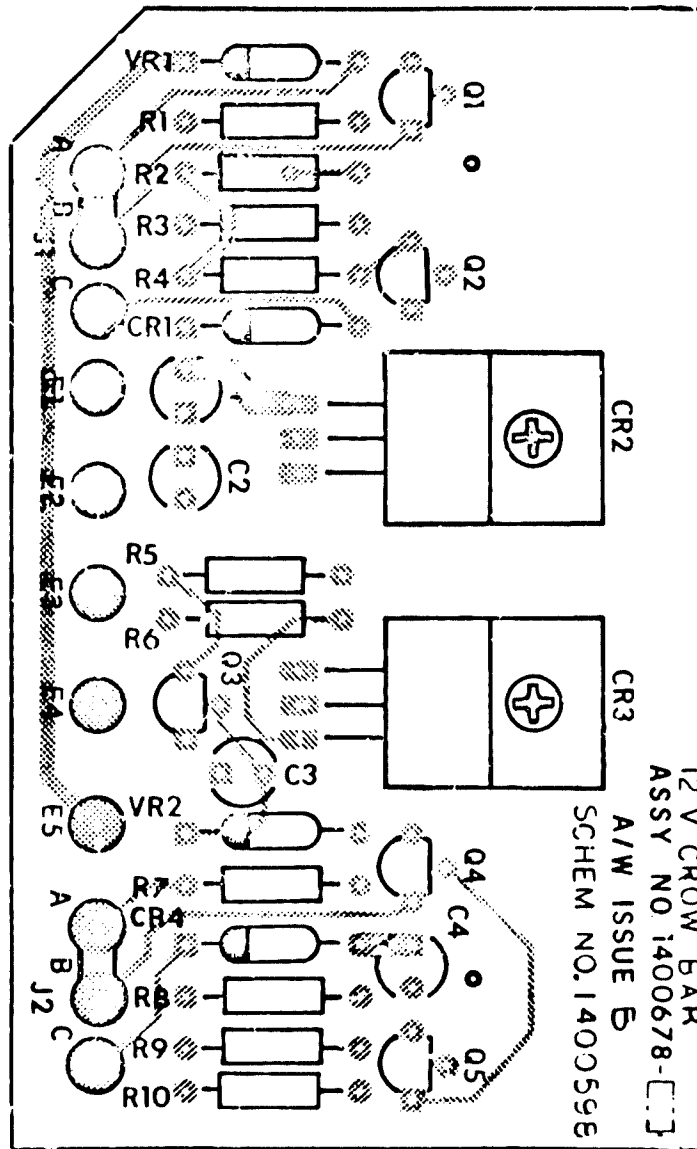 VR1
Q1
R1
A
R2
R3
B
J1
R4
Q2
C
CR1
E1
CR2
E2
C2
R5
E3
R6
Q3
CR3
E4
C3
12 V CROW BAR
ASSY NO. 1400678-[ ]
A/W ISSUE B
SCHEM NO.
E5
VR2
Q4
R7
A
CR4
C4
B
J2
R8
C
R9
Q5
R10